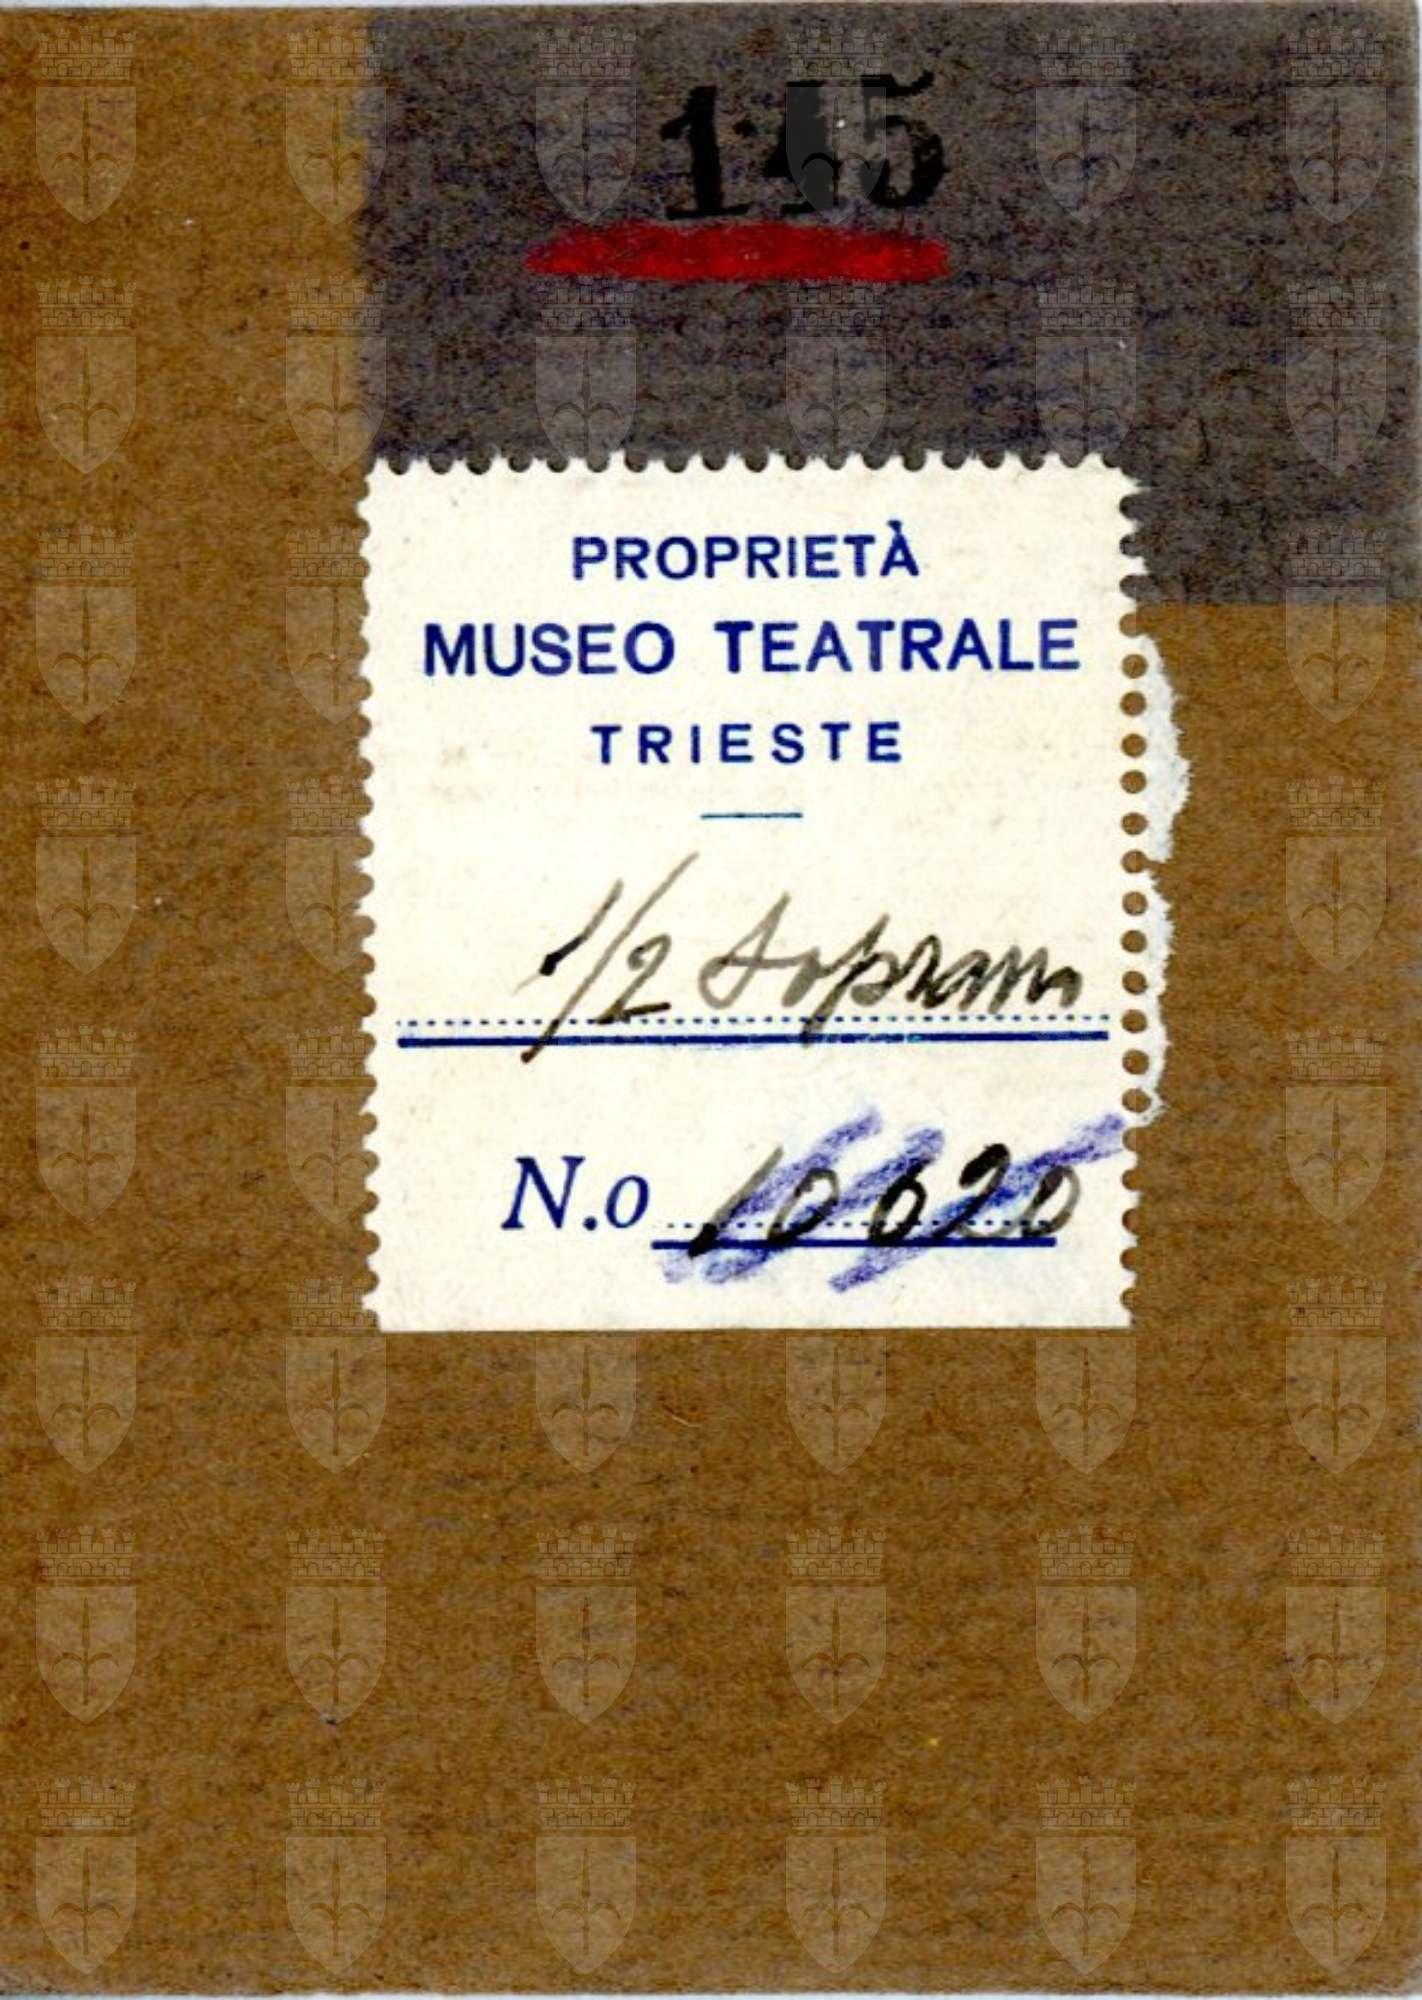 145
PROPRIETÀ
MUSEO TEATRALE
TRIESTE
1/2 Soprano
N.o 10620